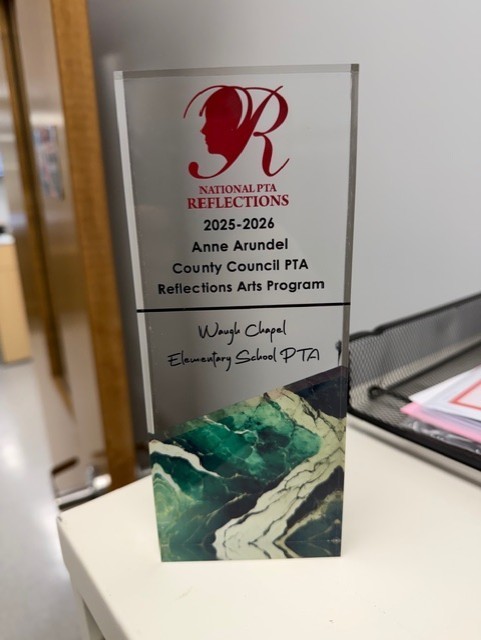 R
NATIONAL PTA
REFLECTIONS
2025-2026
Anne Arundel
County Council PTA
Reflections Arts Program
Waugh Chapel
Elementary School PTA